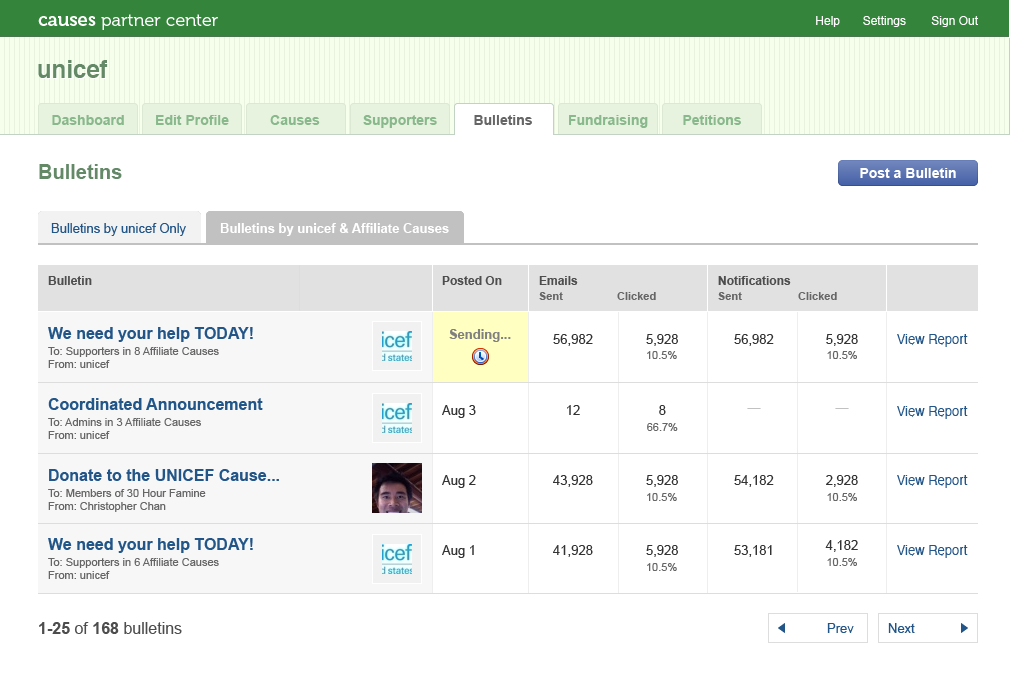 causes partner center
Help Settings Sign Out
unicef
Dashboard Edit Profile Causes Supporters Bulletins Fundraising Petitions
Bulletins
Post a Bulletin
Bulletins by unicef Only Bulletins by unicef & Affiliate Causes
Bulletin Posted On Emails Notifications
Sent Clicked Sent Clicked
We need your help TODAY!
To: Supporters in 8 Affiliate Causes
From: unicef
icef
d states
Sending...
56,982 5,928 56,982 5,928 View Report
10.5% 10.5%
Coordinated Announcement
To: Admins in 3 Affiliate Causes
From: unicef
icef
d states
Aug 3 12 8 — — View Report
66.7%
Donate to the UNICEF Cause...
To: Members of 30 Hour Famine
From: Christopher Chan
Aug 2 43,928 5,928 54,182 2,928 View Report
10.5% 10.5%
We need your help TODAY!
To: Supporters in 6 Affiliate Causes
From: unicef
icef
d states
Aug 1 41,928 5,928 53,181 4,182 View Report
10.5% 10.5%
1-25 of 168 bulletins
Prev Next